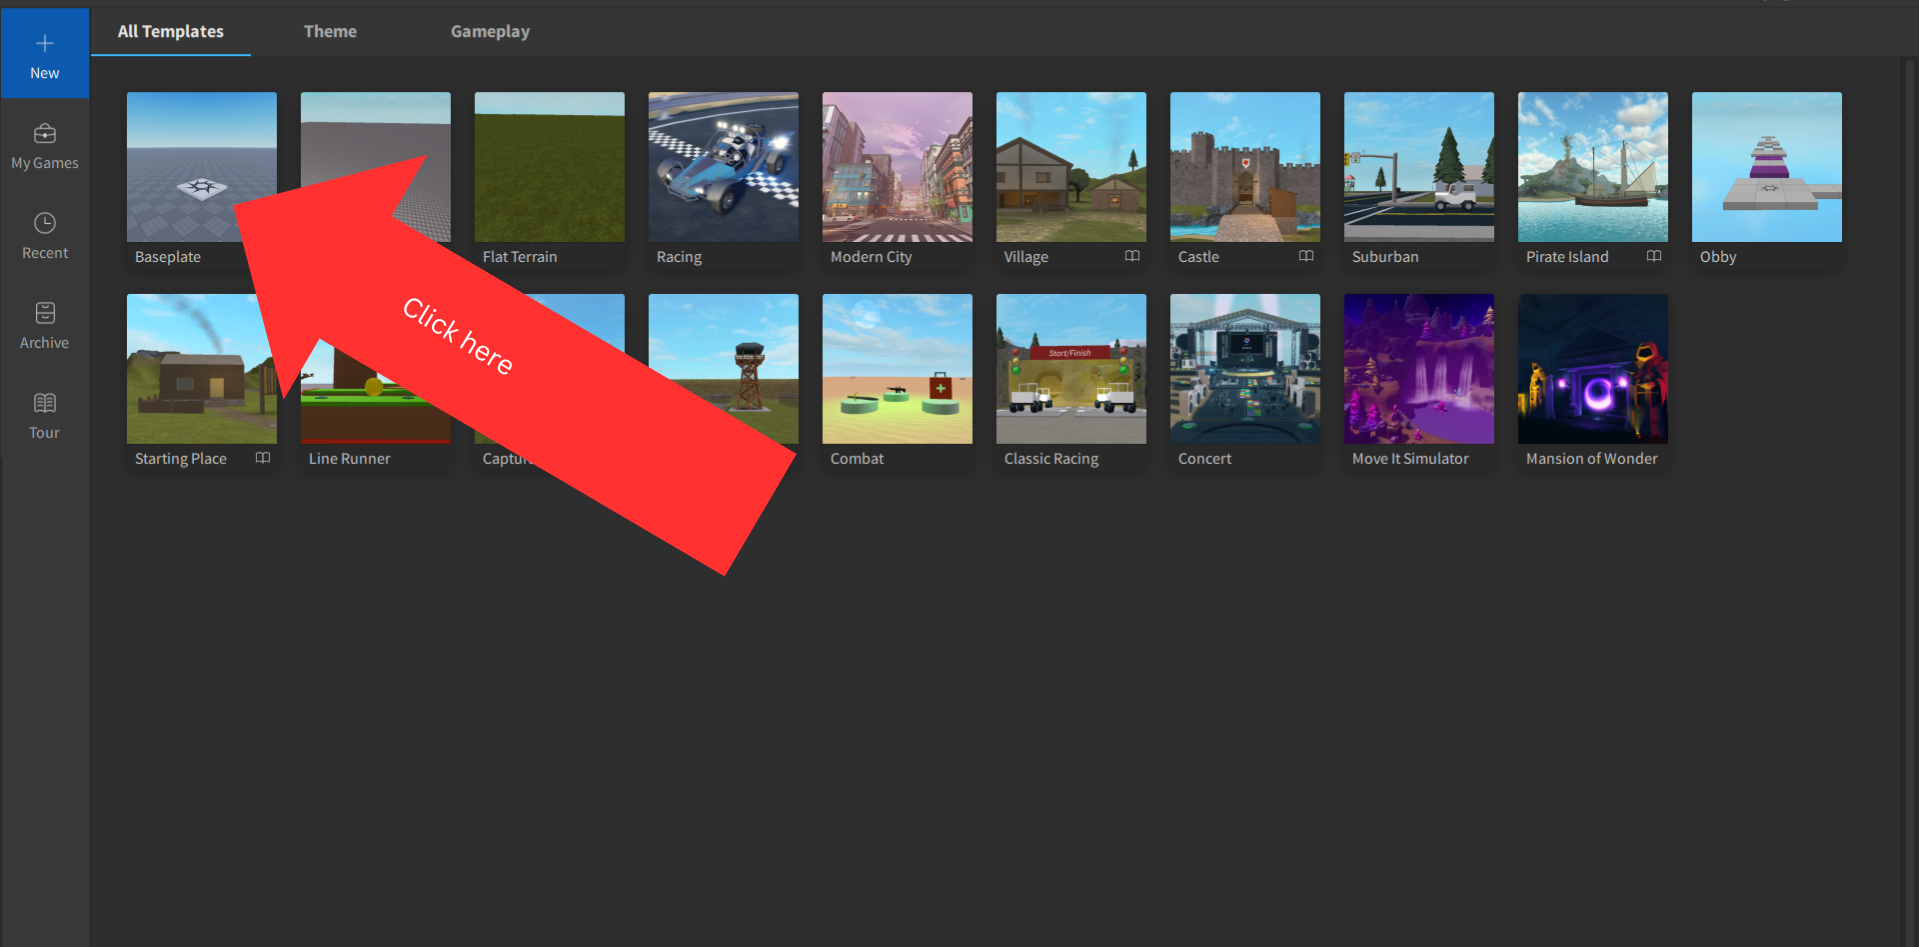 All Templates
Theme
Gameplay
New
My Games
Recent
Archive
Tour
Baseplate
Flat Terrain
Racing
Modern City
Village
Castle
Suburban
Pirate Island
Obby
Click here
Start/Finish
Starting Place
Line Runner
Combat
Classic Racing
Concert
Move It Simulator
Mansion of Wonder